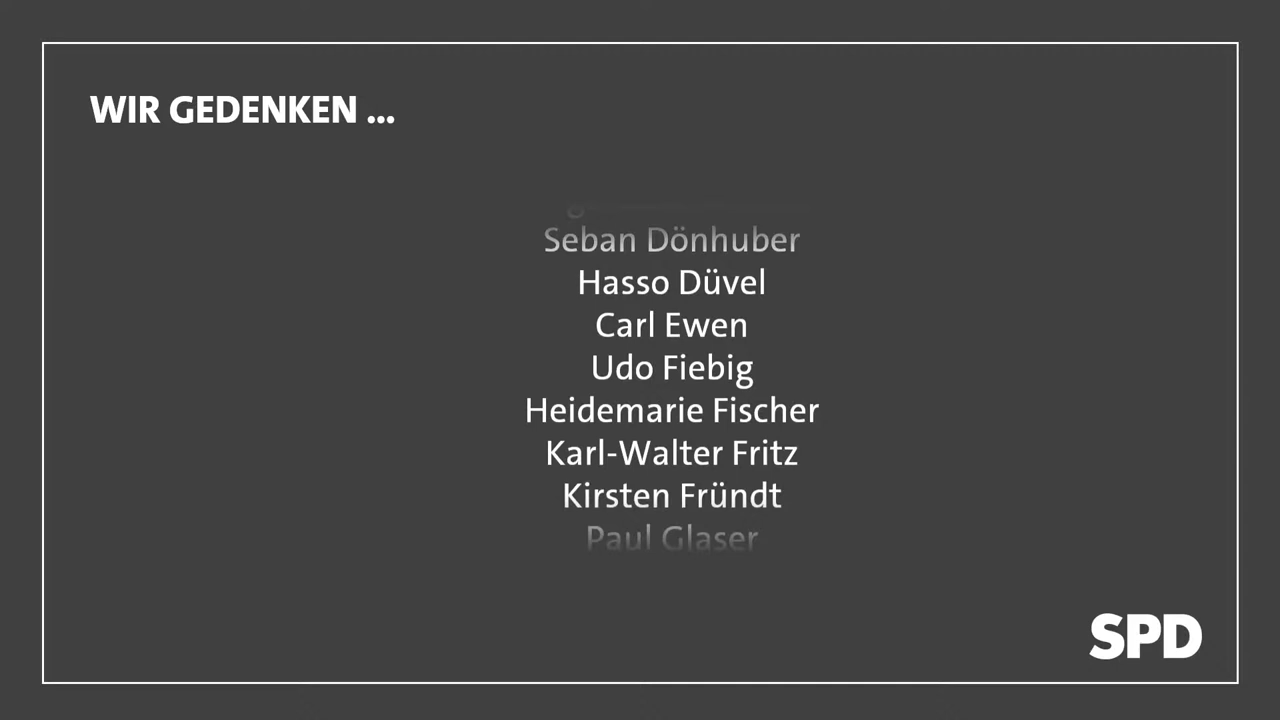 WIR GEDENKEN ...
Seban Dönhuber
Hasso Düvel
Carl Ewen
Udo Fiebig
Heidemarie Fischer
Karl-Walter Fritz
Kirsten Fründt
Paul Glaser
SPD